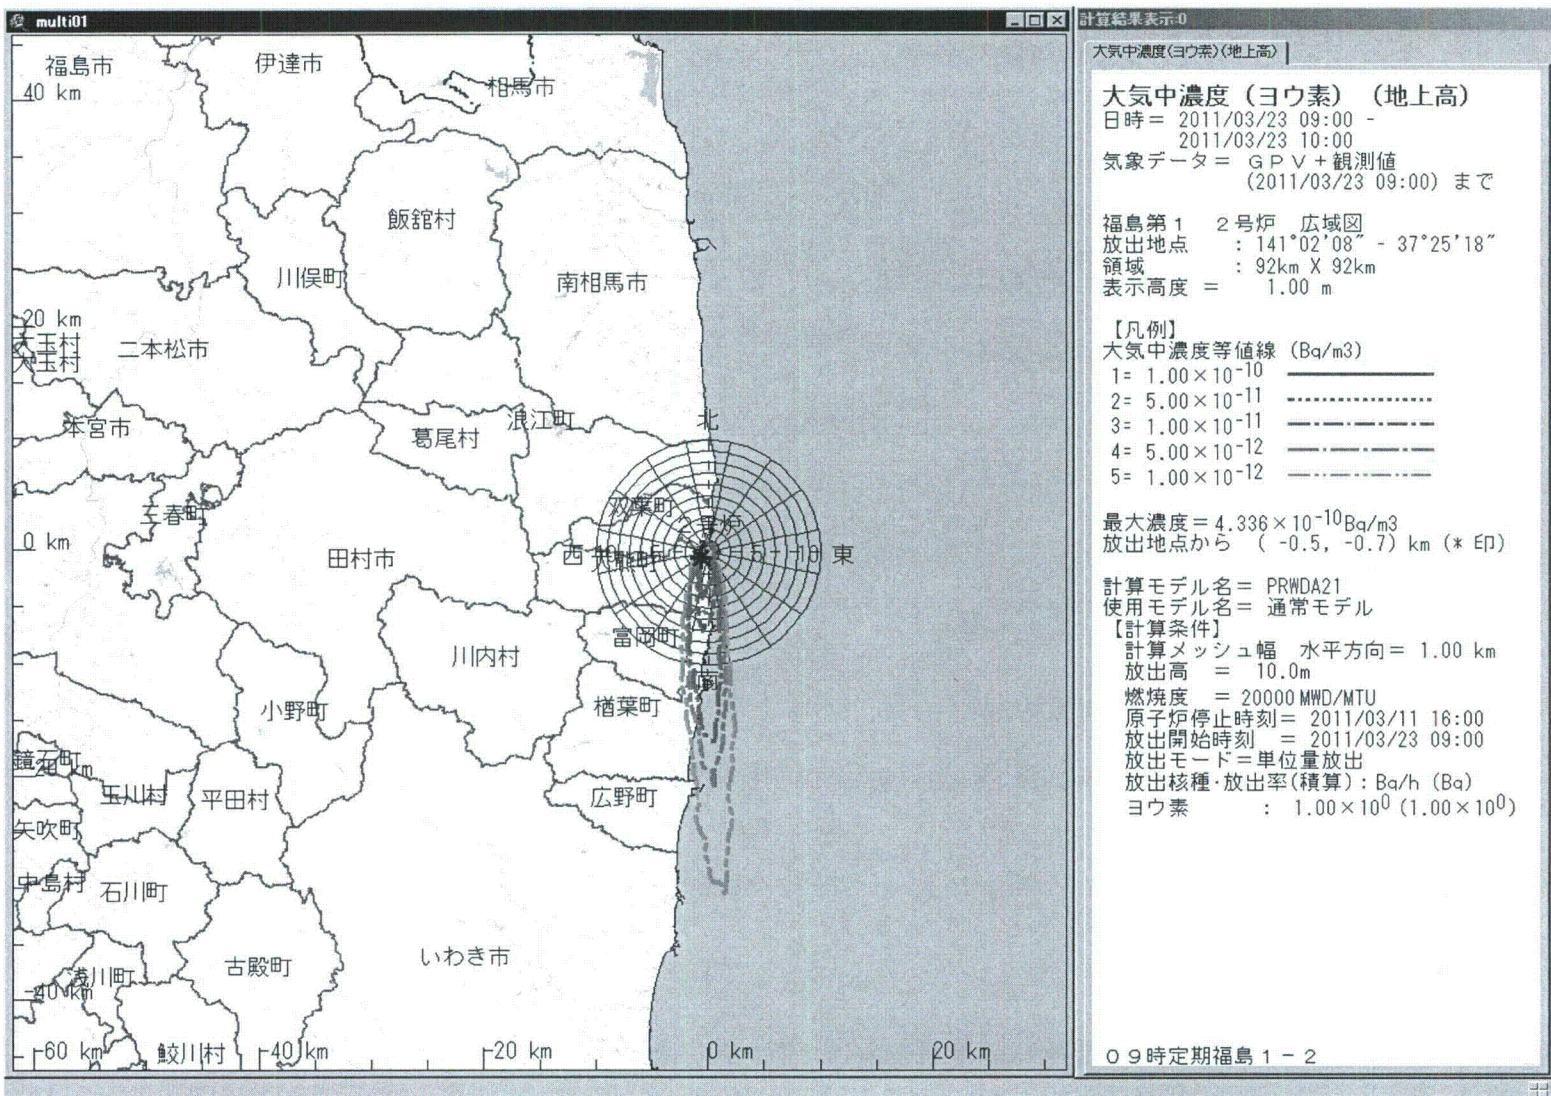 multi01
福島市
伊達市
相馬市
40 km
飯舘村
川俣町
南相馬市
20 km
大玉村
大玉村
二本松市
本宮市
葛尾村
浪江町
北
三春町
双葉町
0 km
田村市
西
東
富岡町
川内村
南
小野町
楢葉町
鏡石町
玉川村
平田村
広野町
矢吹町
中島村
石川町
いわき市
古殿町
浅川町
-40 km
鮫川村
-60 km
-40 km
-20 km
0 km
20 km
計算結果表示:0
大気中濃度(ヨウ素)(地上高)
大気中濃度(ヨウ素) (地上高)
日時= 2011/03/23 09:00 -
2011/03/23 10:00
気象データ= GPV+観測値
(2011/03/23 09:00) まで
福島第1 2号炉 広域図
放出地点 : 141°02'08" - 37°25'18"
領域 : 92km X 92km
表示高度 = 1.00 m
【凡例】
大気中濃度等値線 (Bq/m3)
1= 1.00×10⁻¹⁰
2= 5.00×10⁻¹¹
3= 1.00×10⁻¹¹
4= 5.00×10⁻¹²
5= 1.00×10⁻¹²
最大濃度=4.336×10⁻¹⁰Bq/m3
放出地点から ( -0.5, -0.7) km (* 印)
計算モデル名= PRWDA21
使用モデル名= 通常モデル
【計算条件】
計算メッシュ幅 水平方向= 1.00 km
放出高 = 10.0m
燃焼度 = 20000MWD/MTU
原子炉停止時刻= 2011/03/11 16:00
放出開始時刻 = 2011/03/23 09:00
放出モード=単位量放出
放出核種・放出率(積算):Bq/h (Bq)
ヨウ素 : 1.00×10⁰ (1.00×10⁰)
09時定期福島1-2